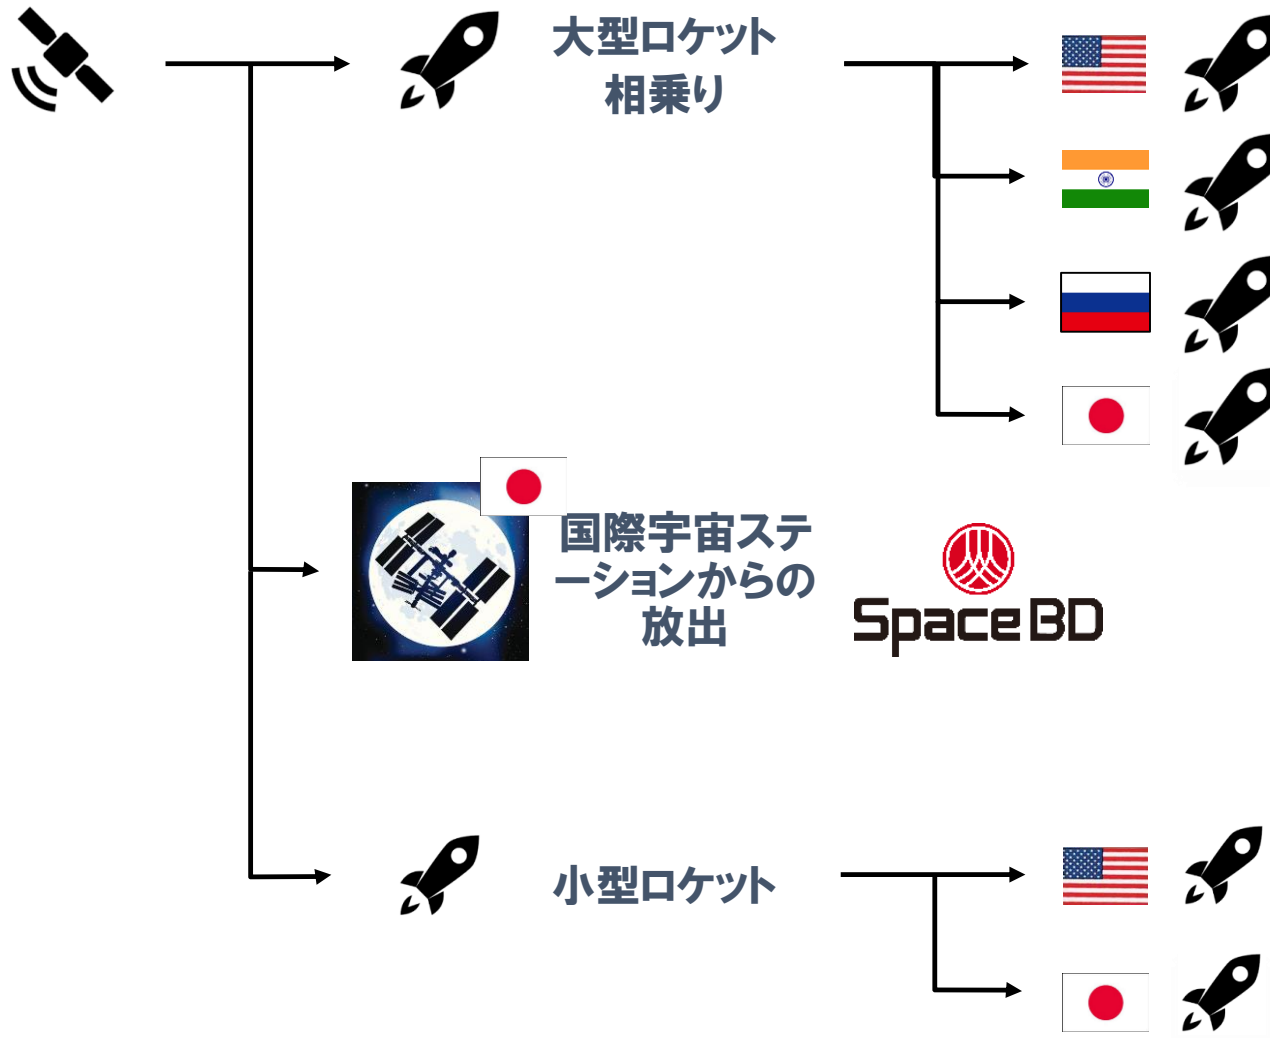 大型ロケット
相乗り
国際宇宙ステ
ーションからの
放出
Space BD
小型ロケット